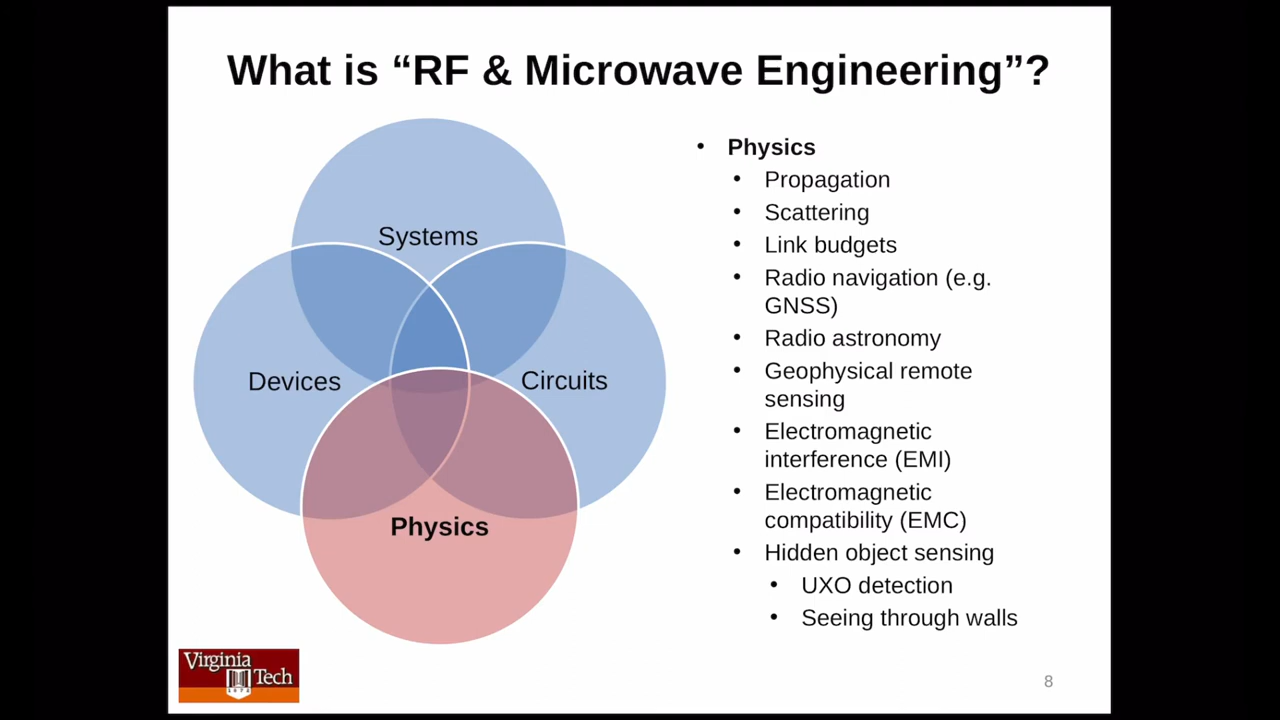 What is “RF & Microwave Engineering”?
Systems
Devices
Circuits
Physics
• Physics
• Propagation
• Scattering
• Link budgets
• Radio navigation (e.g.
GNSS)
• Radio astronomy
• Geophysical remote
sensing
• Electromagnetic
interference (EMI)
• Electromagnetic
compatibility (EMC)
• Hidden object sensing
• UXO detection
• Seeing through walls
Virginia
Tech
1872
8